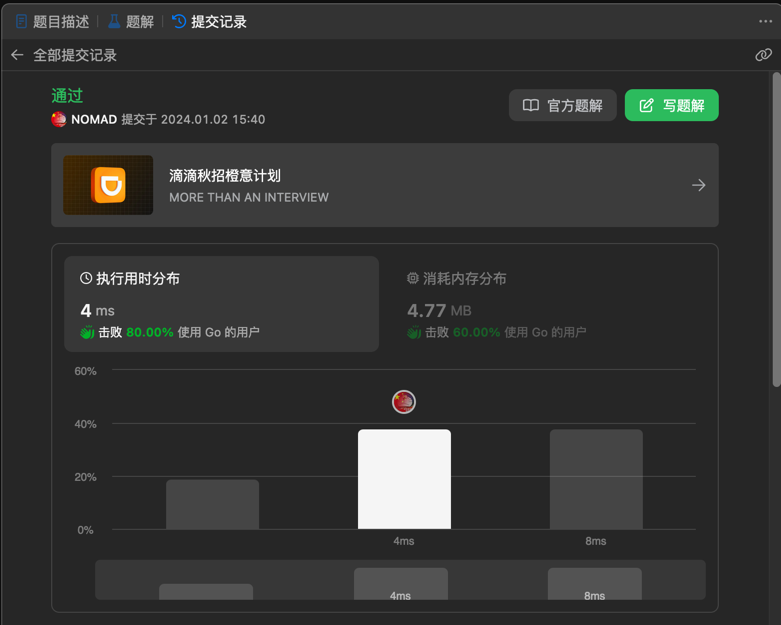 题目描述 题解 提交记录
全部提交记录
通过
官方题解 写题解
NOMAD 提交于 2024.01.02 15:40
滴滴秋招橙意计划
MORE THAN AN INTERVIEW
执行用时分布 消耗内存分布
4 ms 4.77 MB
击败 80.00% 使用 Go 的用户 击败 60.00% 使用 Go 的用户
60%
40%
20%
0%
4ms 8ms
4ms 8ms